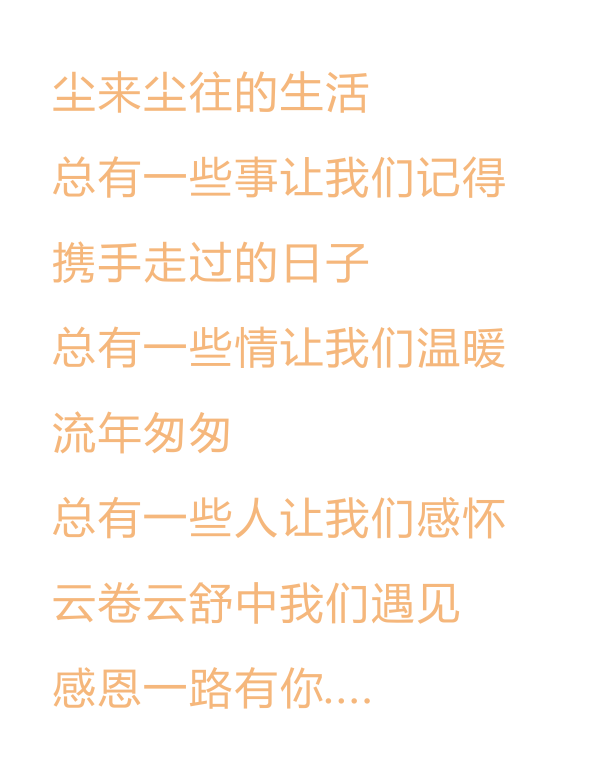 尘来尘往的生活
总有一些事让我们记得
携手走过的日子
总有一些情让我们温暖
流年匆匆
总有一些人让我们感怀
云卷云舒中我们遇见
感恩一路有你....